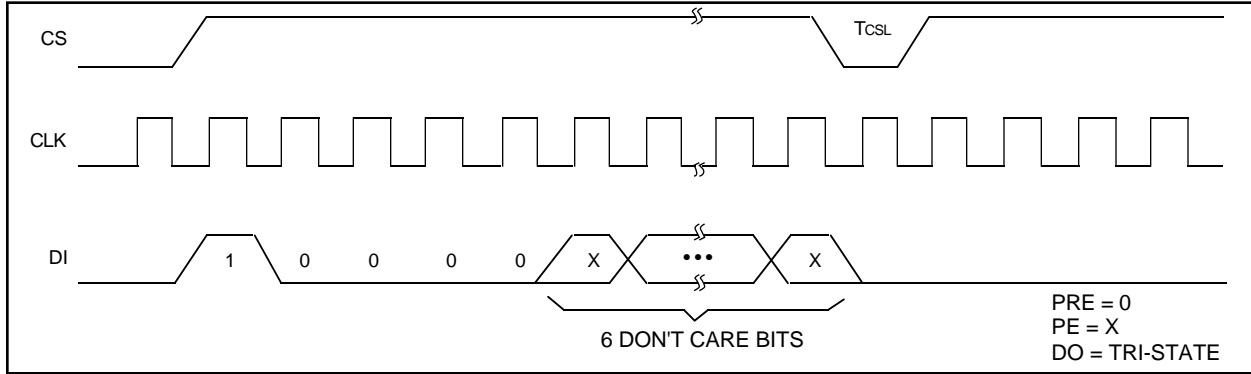 CS
TCSL
CLK
DI
1 0 0 0 0 X ••• X
6 DON'T CARE BITS
PRE = 0
PE = X
DO = TRI-STATE